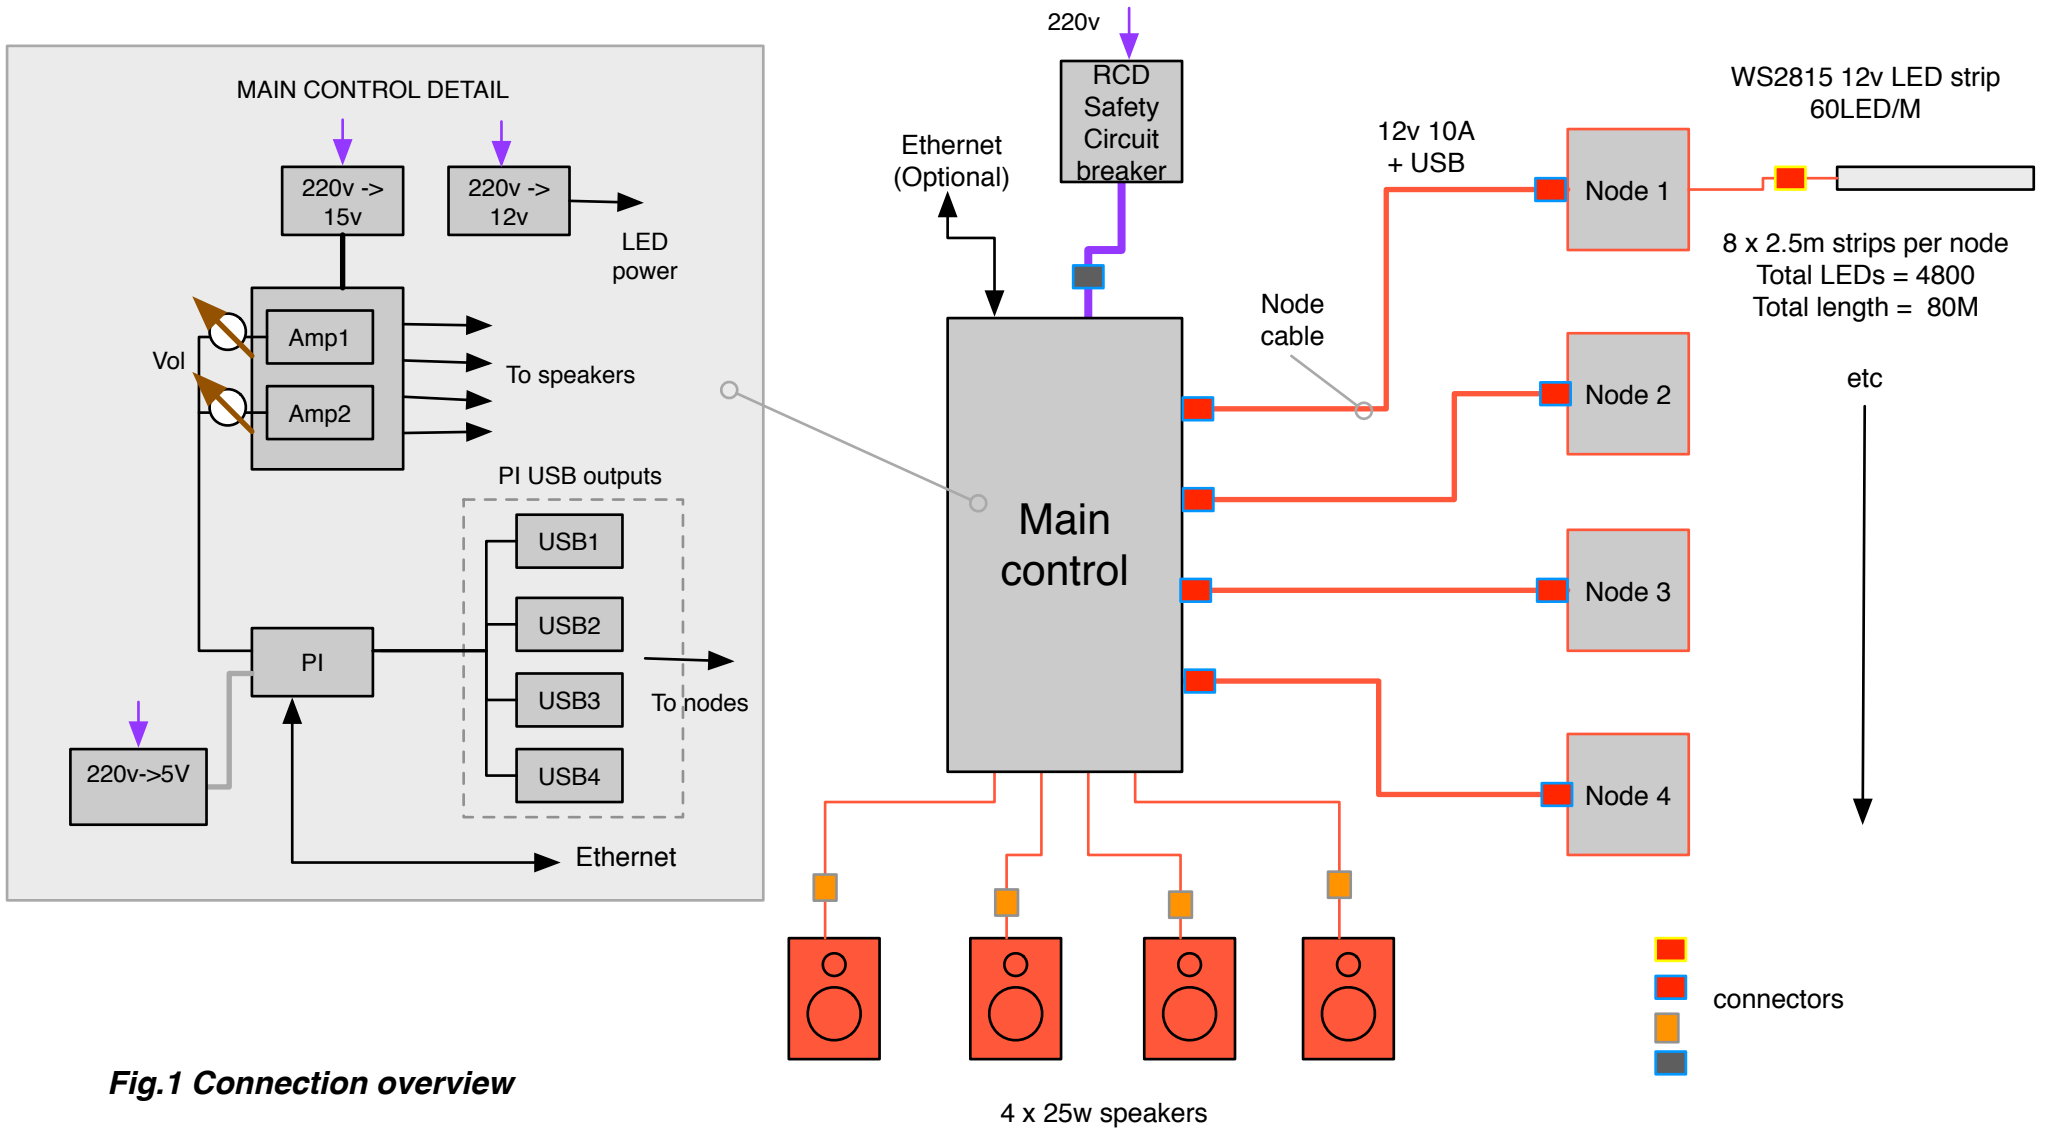 220v
MAIN CONTROL DETAIL
220v ->
15v
220v ->
12v
LED
power
Amp1
Amp2
Vol
To speakers
PI USB outputs
USB1
USB2
USB3
USB4
PI
To nodes
220v->5V
Ethernet
RCD
Safety
Circuit
breaker
Ethernet
(Optional)
12v 10A
+ USB
Node
cable
Main
control
Node 1
Node 2
Node 3
Node 4
WS2815 12v LED strip
60LED/M
8 x 2.5m strips per node
Total LEDs = 4800
Total length =  80M
etc
connectors
4 x 25w speakers
Fig.1 Connection overview